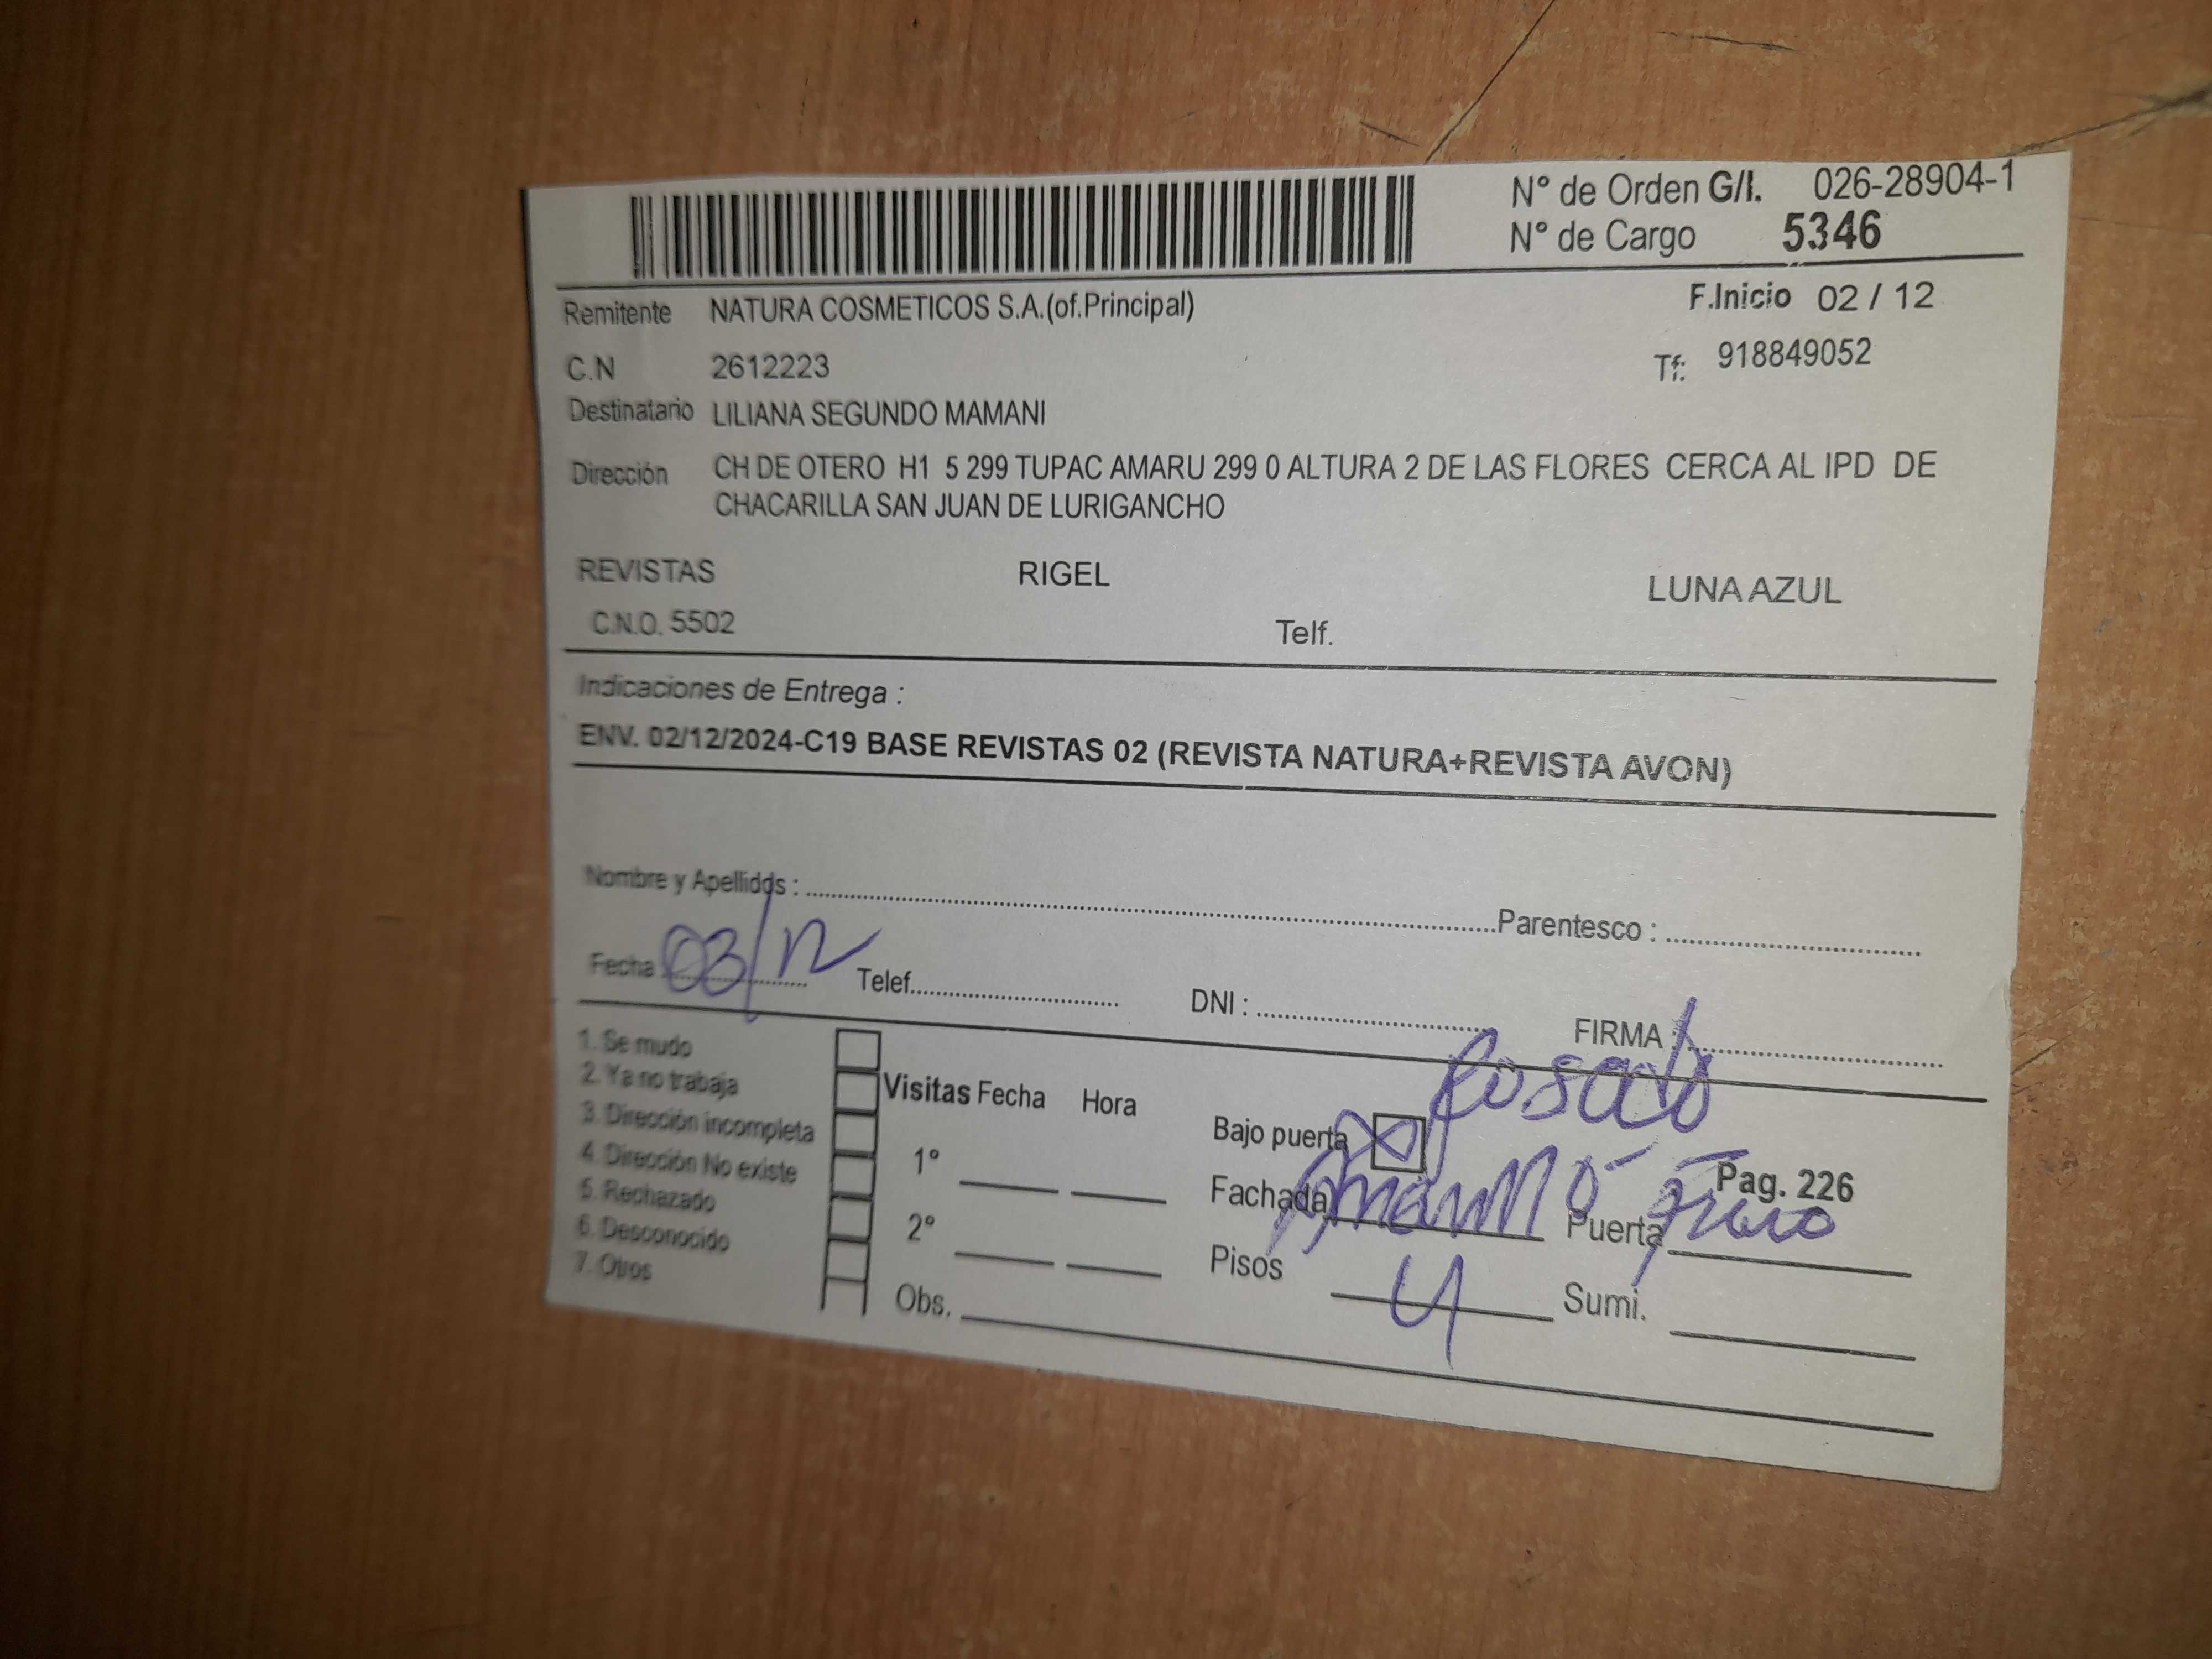 N° de Orden G/I. 026-28904-1
N° de Cargo 5346
Remitente NATURA COSMETICOS S.A.(of.Principal)
F.Inicio 02 / 12
C.N 2612223
Tf: 918849052
Destinatario LILIANA SEGUNDO MAMANI
Dirección CH DE OTERO H1 5 299 TUPAC AMARU 299 0 ALTURA 2 DE LAS FLORES CERCA AL IPD DE
CHACARILLA SAN JUAN DE LURIGANCHO
REVISTAS RIGEL LUNA AZUL
C.N.O. 5502 Telf.
Indicaciones de Entrega :
ENV. 02/12/2024-C19 BASE REVISTAS 02 (REVISTA NATURA+REVISTA AVON)
Nombre y Apellidos : Parentesco :
Fecha : 03/12 Telef. DNI : FIRMA :
1. Se mudo
2. Ya no trabaja
3. Dirección incompleta
4. Dirección No existe
5. Rechazado
6. Desconocido
7. Otros
Visitas Fecha Hora
1°
2°
Obs.
Rosado
Bajo puerta X
Pag. 226
Fachada Amarillo Puerta Fierro
Pisos 4 Sumi.